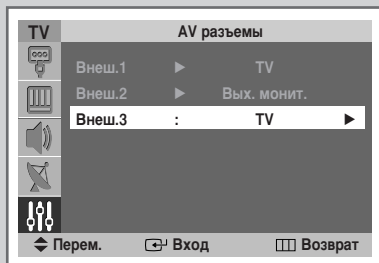 TV AV разъемы
Внеш.1 ▶ TV
Внеш.2 ▶ Вых. монит.
Внеш.3 : TV ▶
Перем. Вход Возврат